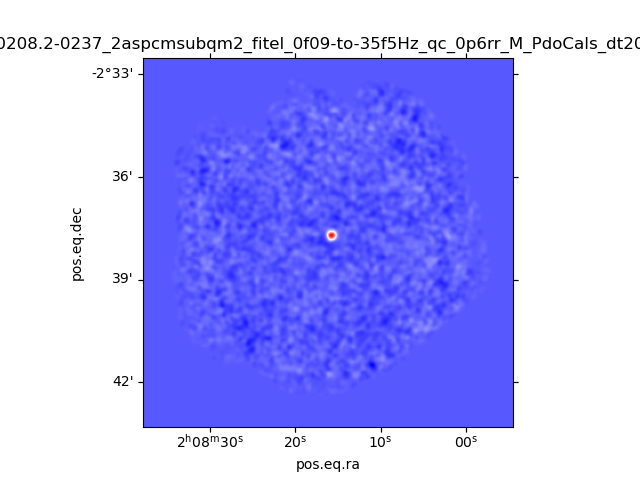 0208.2-0237_2aspcmsubqm2_fitel_0f09-to-35f5Hz_qc_0p6rr_M_PdoCals_dt20
-2°33'
36'
39'
42'
pos.eq.dec
2ʰ08ᵐ30ˢ 20ˢ 10ˢ 00ˢ
pos.eq.ra